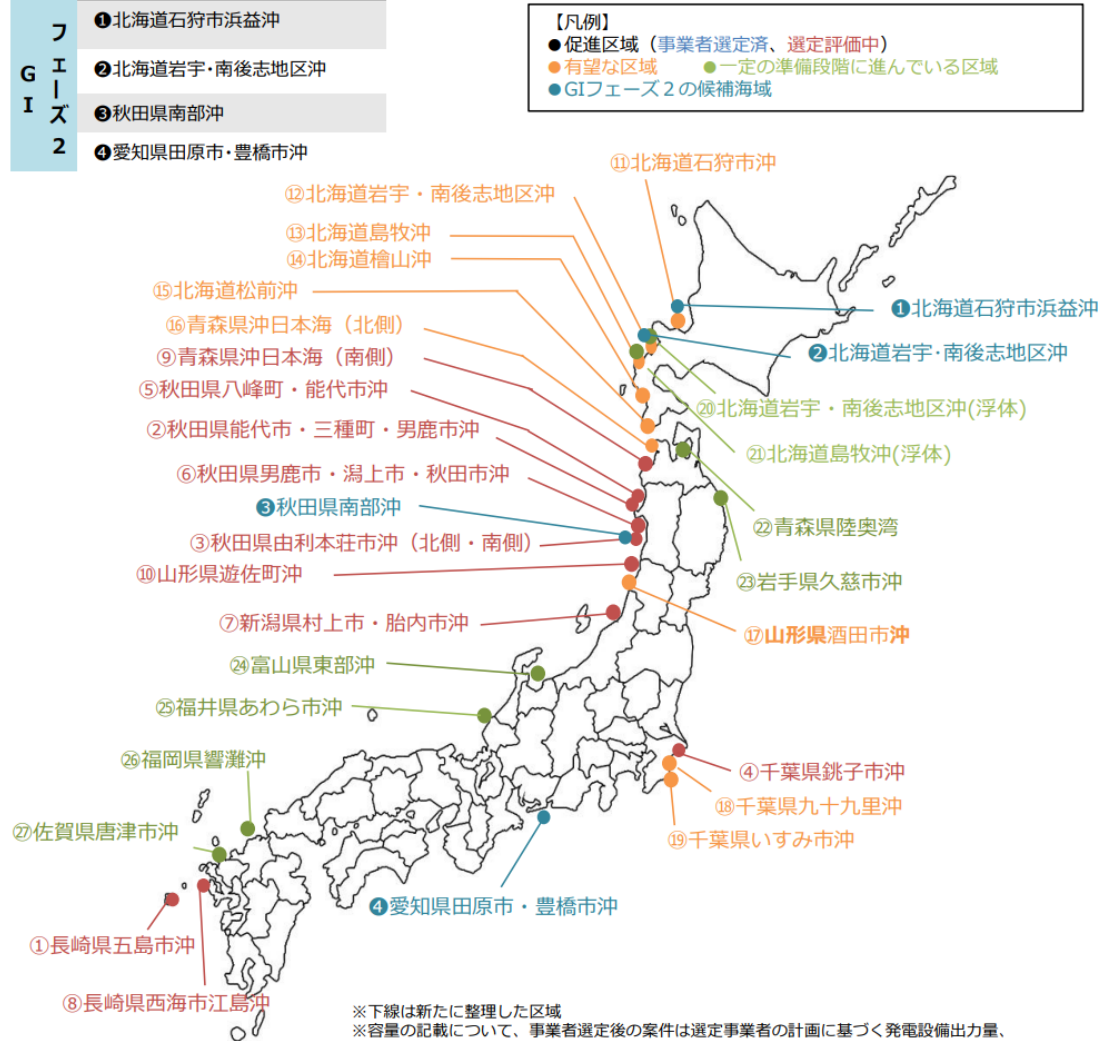 GI
フェーズ2
❶北海道石狩市浜益沖
❷北海道岩宇･南後志地区沖
❸秋田県南部沖
❹愛知県田原市･豊橋市沖
【凡例】
●促進区域（事業者選定済、選定評価中）
●有望な区域 ●一定の準備段階に進んでいる区域
●GIフェーズ２の候補海域
⑪北海道石狩市沖
⑫北海道岩宇・南後志地区沖
⑬北海道島牧沖
⑭北海道檜山沖
⑮北海道松前沖
❶北海道石狩市浜益沖
⑯青森県沖日本海（北側）
❷北海道岩宇･南後志地区沖
⑨青森県沖日本海（南側）
⑤秋田県八峰町・能代市沖
⑳北海道岩宇・南後志地区沖(浮体)
②秋田県能代市・三種町・男鹿市沖
㉑北海道島牧沖(浮体)
⑥秋田県男鹿市・潟上市・秋田市沖
❸秋田県南部沖
㉒青森県陸奥湾
③秋田県由利本荘市沖（北側・南側）
⑩山形県遊佐町沖
㉓岩手県久慈市沖
⑦新潟県村上市・胎内市沖
⑰山形県酒田市沖
㉔富山県東部沖
㉕福井県あわら市沖
㉖福岡県響灘沖
④千葉県銚子市沖
⑱千葉県九十九里沖
㉗佐賀県唐津市沖
⑲千葉県いすみ市沖
❹愛知県田原市・豊橋市沖
①長崎県五島市沖
⑧長崎県西海市江島沖
※下線は新たに整理した区域
※容量の記載について、事業者選定後の案件は選定事業者の計画に基づく発電設備出力量、